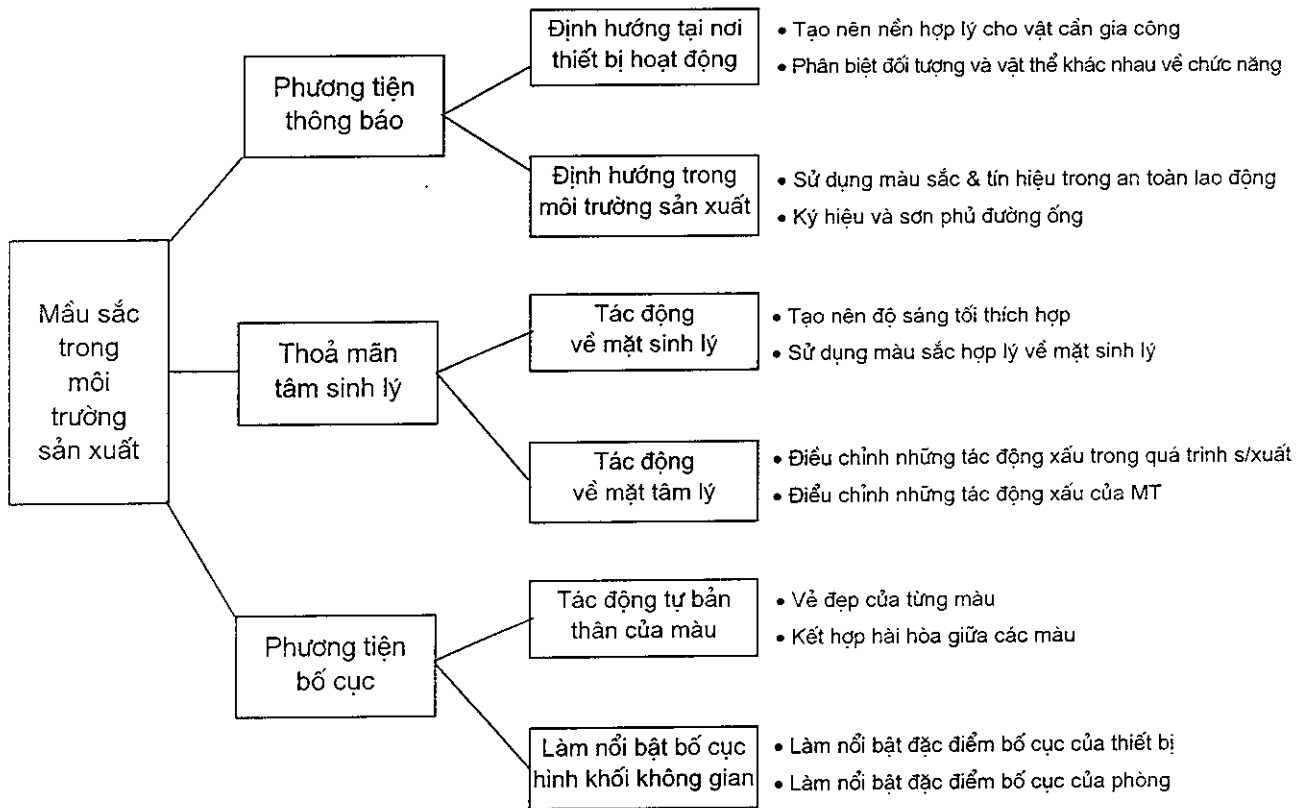 Mầu sắc
trong
môi
trường
sản xuất
Phương tiện
thông báo
Định hướng tại nơi
thiết bị hoạt động
• Tạo nên nền hợp lý cho vật cần gia công
• Phân biệt đối tượng và vật thể khác nhau về chức năng
Định hướng trong
môi trường sản xuất
• Sử dụng màu sắc & tín hiệu trong an toàn lao động
• Ký hiệu và sơn phủ đường ống
Thoả mãn
tâm sinh lý
Tác động
về mặt sinh lý
• Tạo nên độ sáng tối thích hợp
• Sử dụng màu sắc hợp lý về mặt sinh lý
Tác động
về mặt tâm lý
• Điều chỉnh những tác động xấu trong quá trình s/xuất
• Điểu chỉnh những tác động xấu của MT
Phương tiện
bố cục
Tác động tự bản
thân của màu
• Vẻ đẹp của từng màu
• Kết hợp hài hòa giữa các màu
Làm nổi bật bố cục
hình khối không gian
• Làm nổi bật đặc điểm bố cục của thiết bị
• Làm nổi bật đặc điểm bố cục của phòng